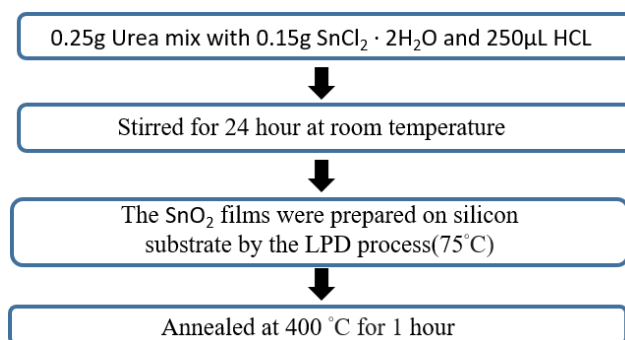 0.25g Urea mix with 0.15g SnCl₂ · 2H₂O and 250μL HCL
Stirred for 24 hour at room temperature
The SnO₂ films were prepared on silicon
substrate by the LPD process(75°C)
Annealed at 400 °C for 1 hour